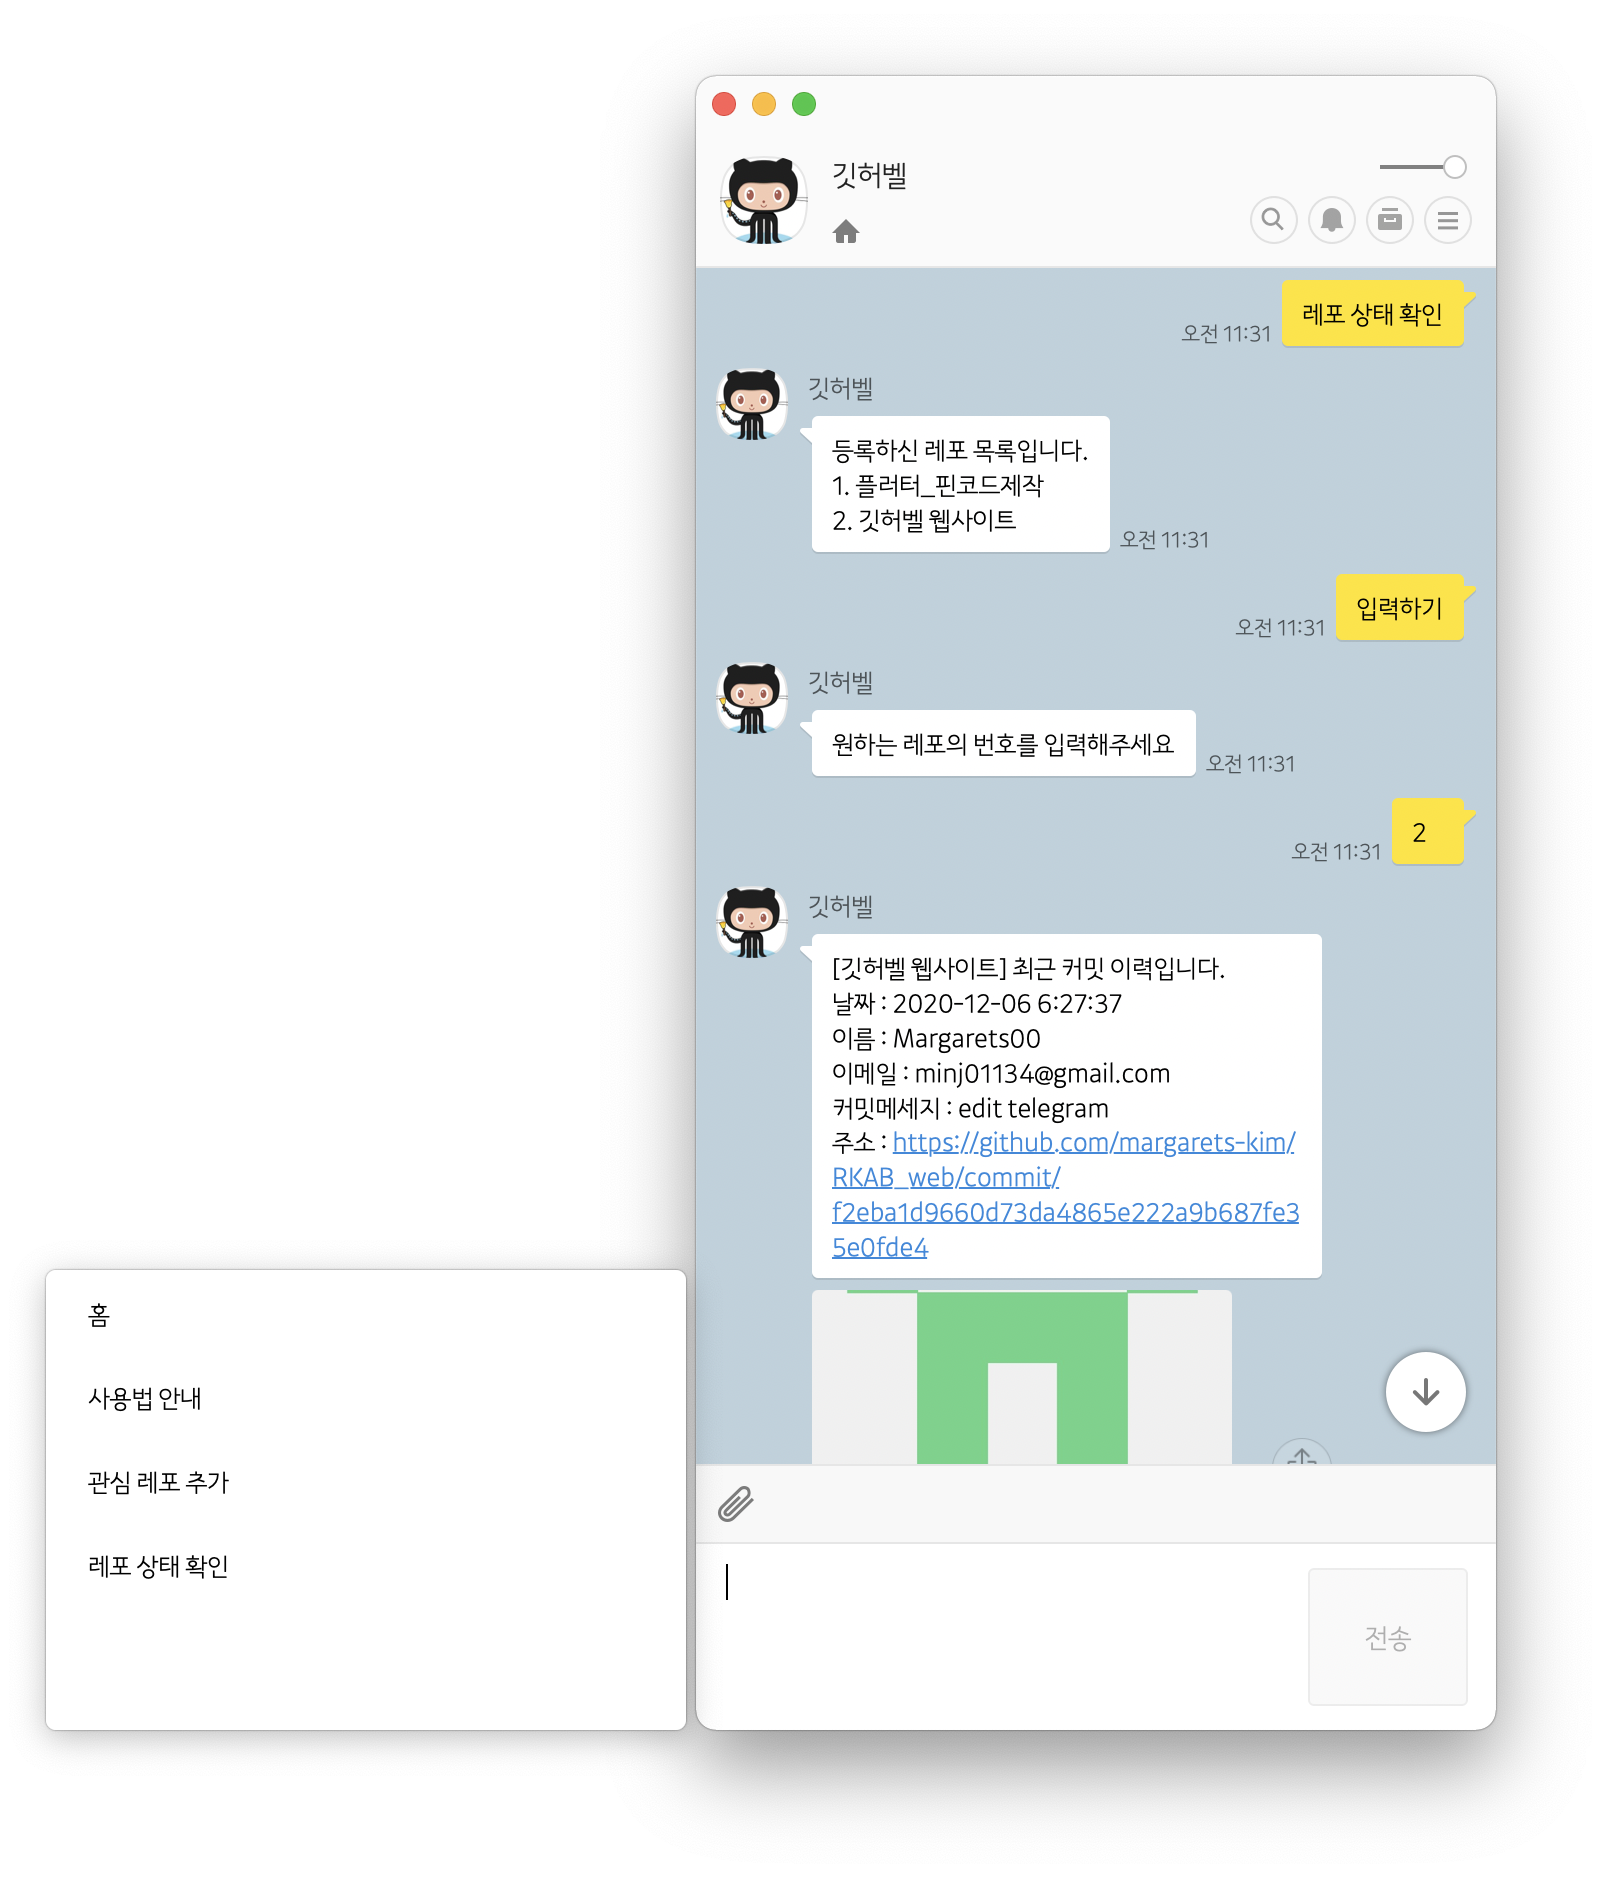 깃허벨
레포 상태 확인
오전 11:31
깃허벨
등록하신 레포 목록입니다.
1. 플러터_핀코드제작
2. 깃허벨 웹사이트
오전 11:31
입력하기
오전 11:31
깃허벨
원하는 레포의 번호를 입력해주세요
오전 11:31
2
오전 11:31
깃허벨
[깃허벨 웹사이트] 최근 커밋 이력입니다.
날짜 : 2020-12-06 6:27:37
이름 : Margarets00
이메일 : minj01134@gmail.com
커밋메세지 : edit telegram
주소 : https://github.com/margarets-kim/
RKAB_web/commit/
f2eba1d9660d73da4865e222a9b687fe3
5e0fde4
전송
홈
사용법 안내
관심 레포 추가
레포 상태 확인